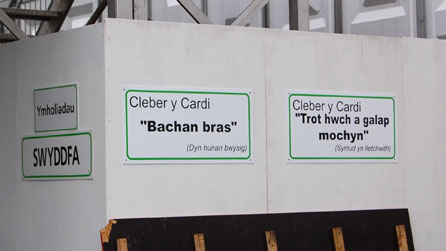 Ymholiadau
SWYDDFA
Cleber y Cardi
"Bachan bras"
(Dyn hunan bwysig)
Cleber y Cardi
"Trot hwch a galap
mochyn"
(Symud yn lletchwith)